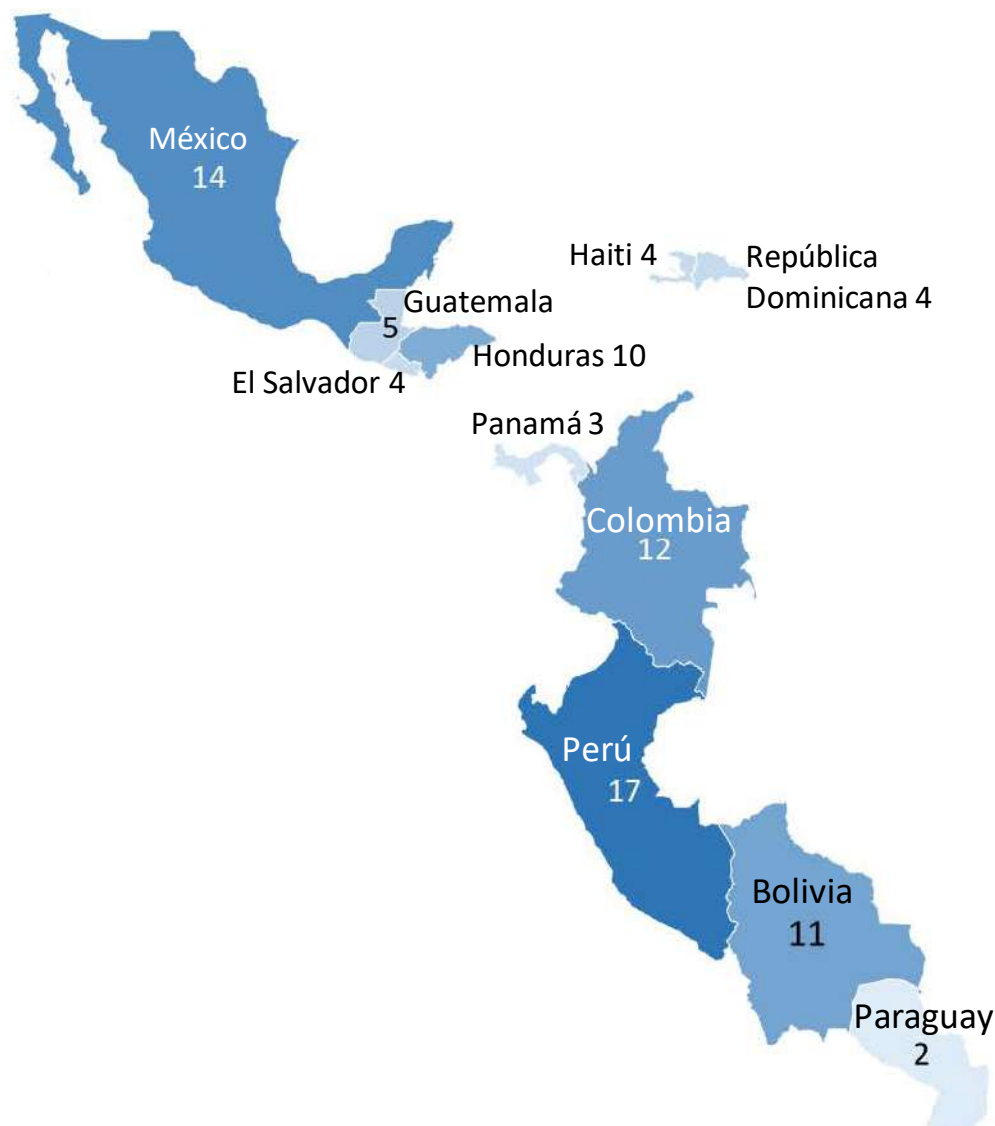 México
14
Haiti 4
República
Dominicana 4
Guatemala
5
Honduras 10
El Salvador 4
Panamá 3
Colombia
12
Perú
17
Bolivia
11
Paraguay
2